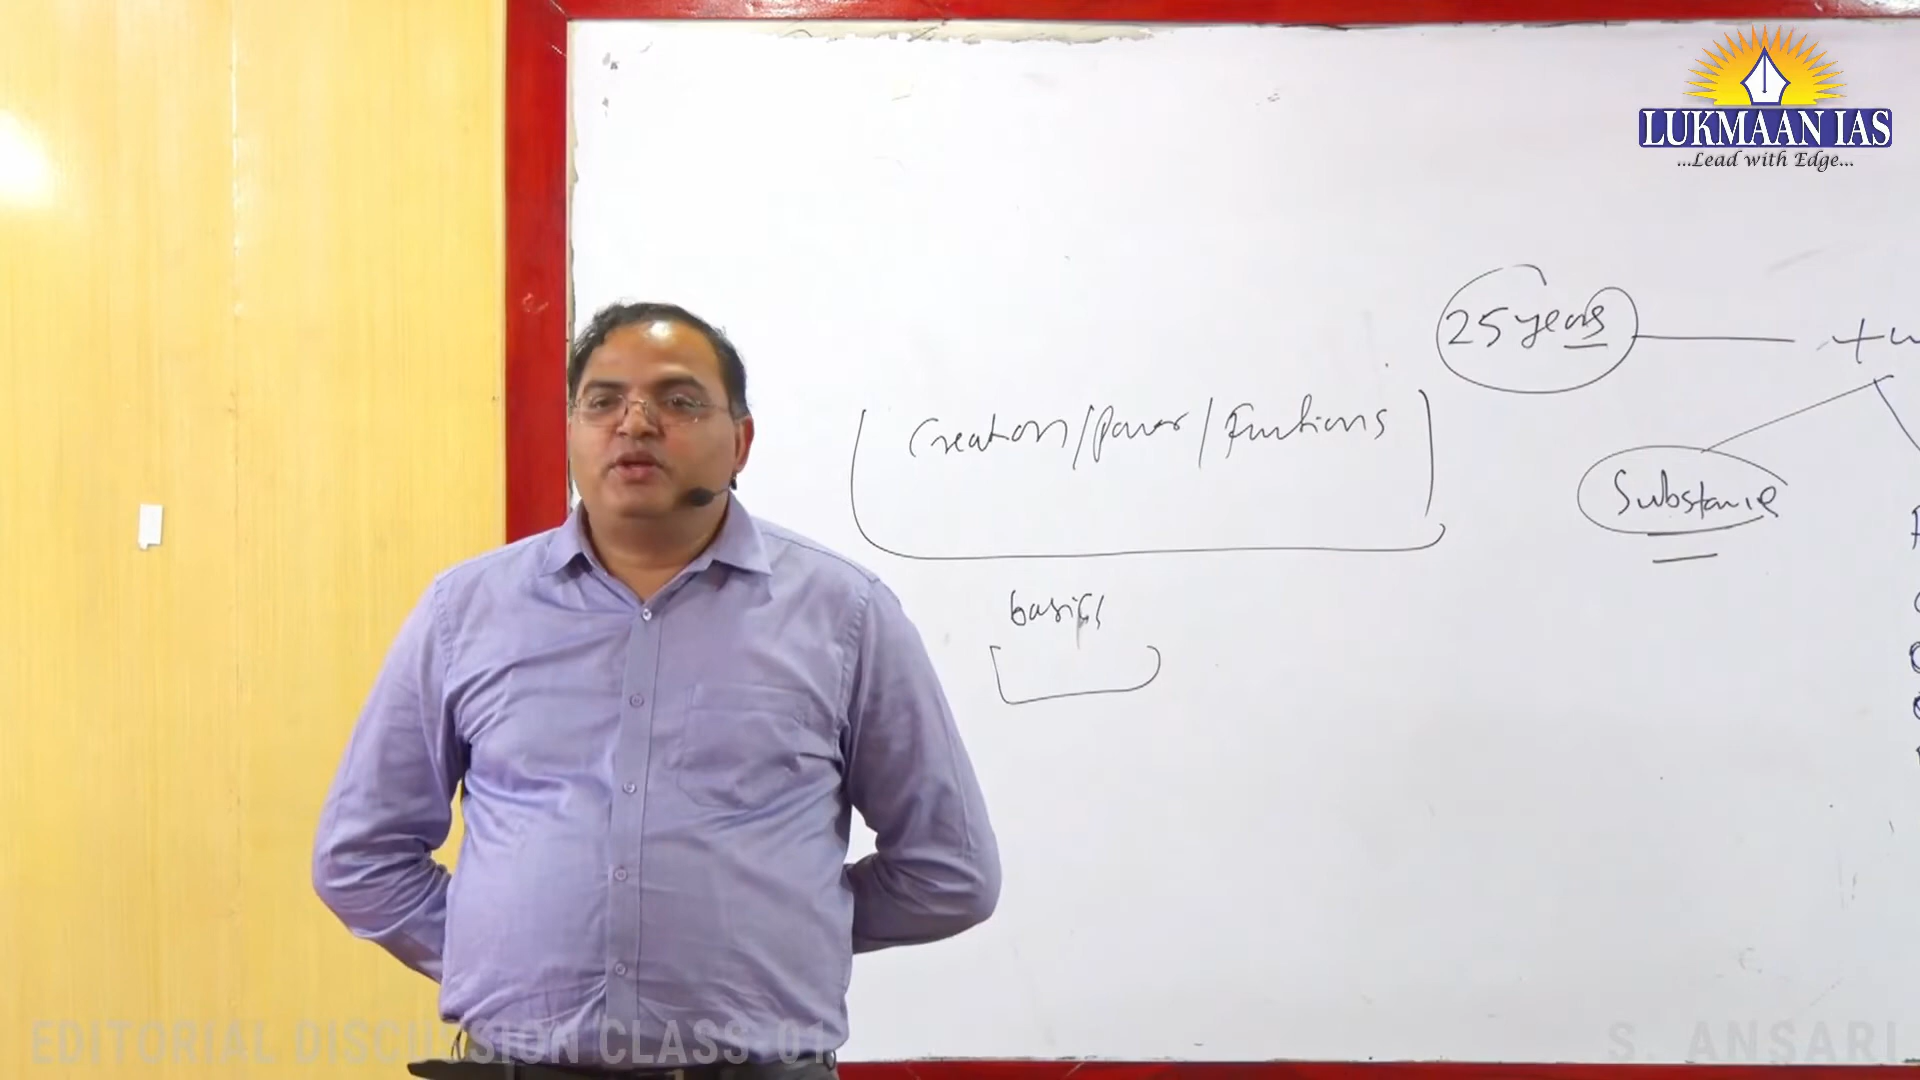 LUKMAAN IAS
...Lead with Edge...
25 years
Creation/Power/Functions
Substance
basics
EDITORIAL DISCUSSION CLASS-01
S. ANSARI